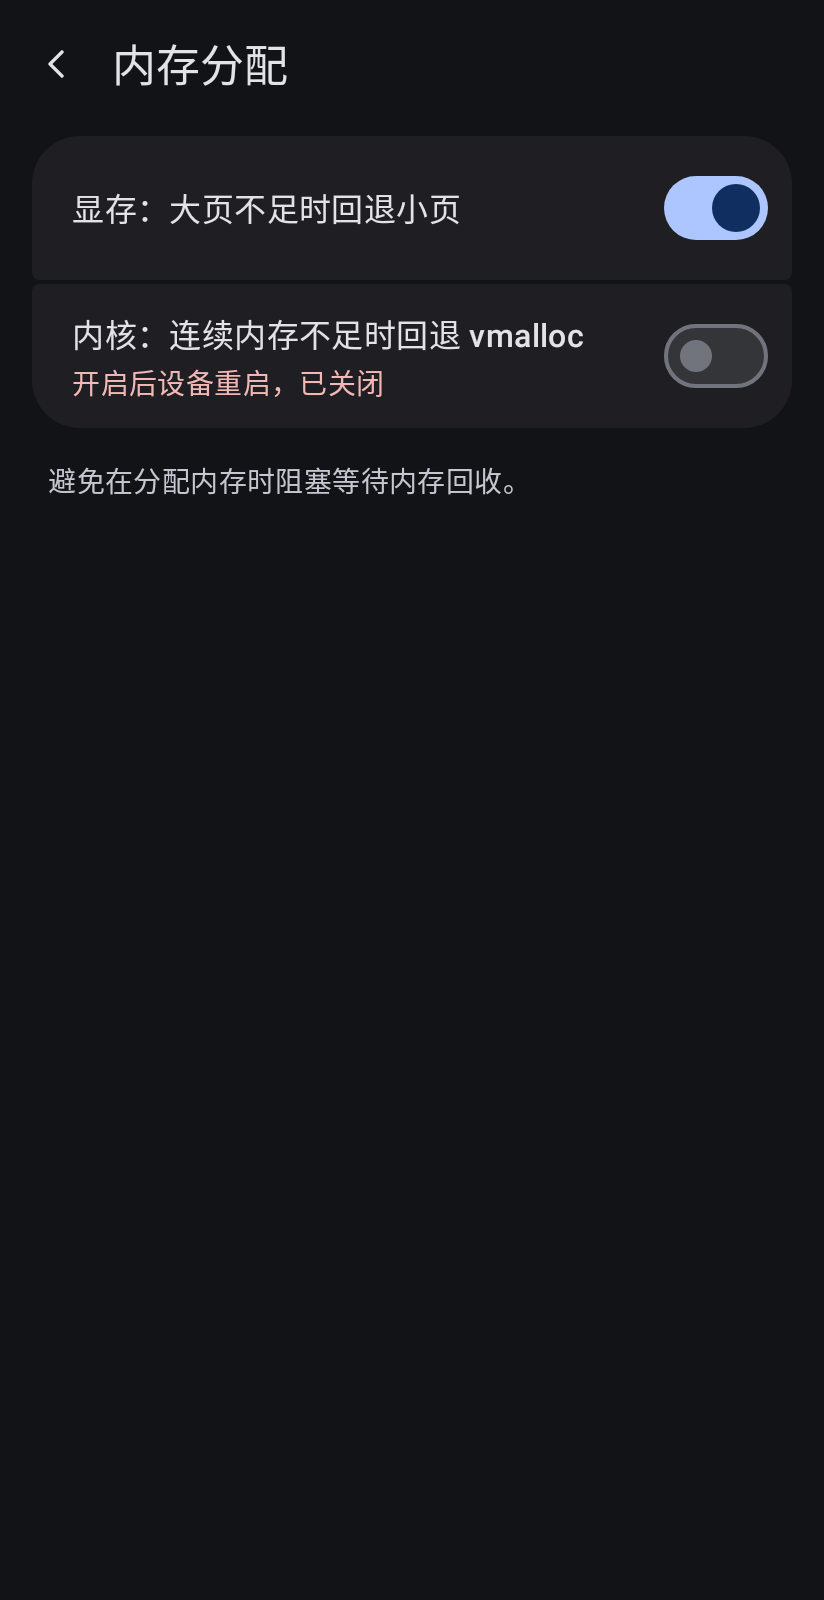 内存分配
显存：大页不足时回退小页
内核：连续内存不足时回退 vmalloc
开启后设备重启，已关闭
避免在分配内存时阻塞等待内存回收。